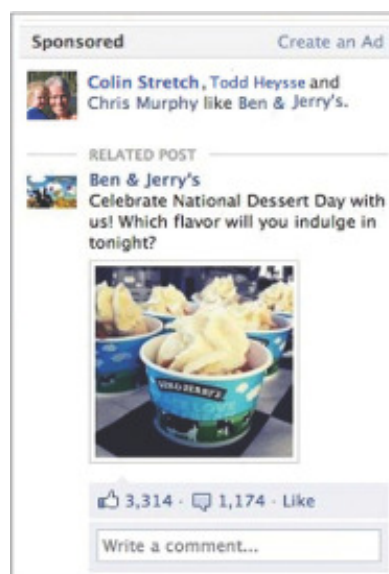 Sponsored Create an Ad
Colin Stretch, Todd Heysse and
Chris Murphy like Ben & Jerry's.
RELATED POST
Ben & Jerry's
Celebrate National Dessert Day with
us! Which flavor will you indulge in
tonight?
BEN & JERRY'S
3,314 · 1,174 · Like
Write a comment...